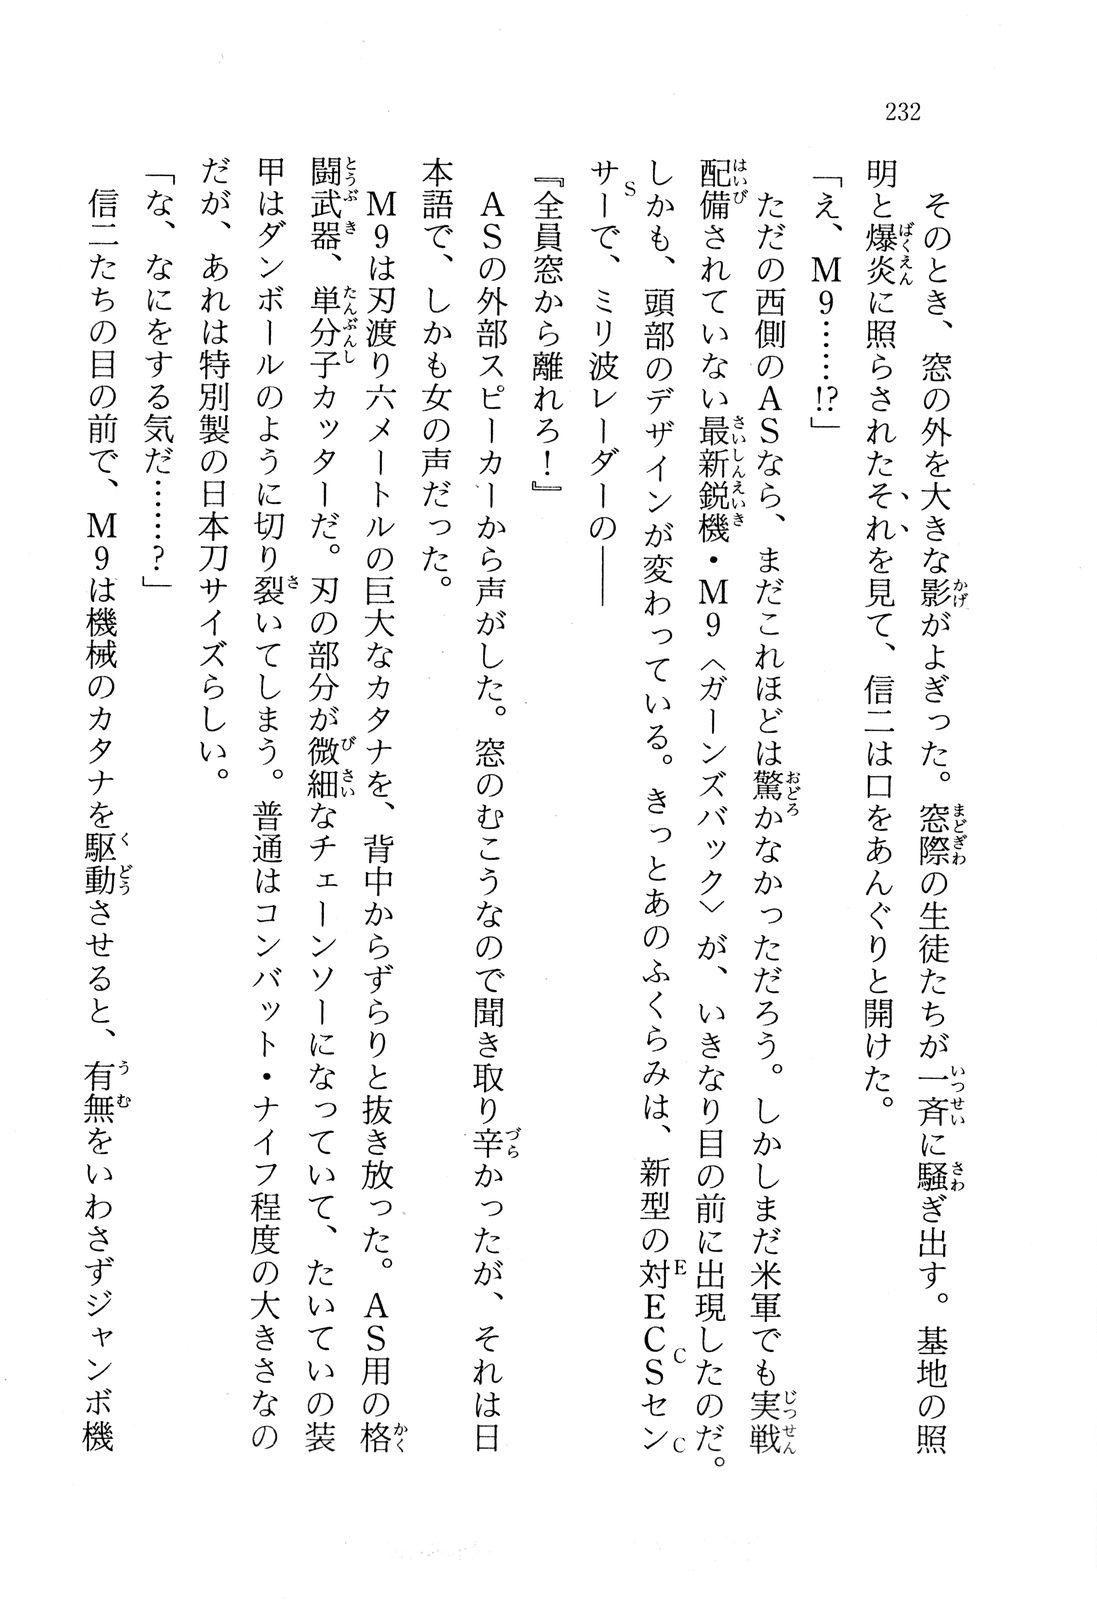 232
そのとき、窓の外を大きな影がよぎった。窓際の生徒たちが一斉に騒ぎ出す。基地の照
明と爆炎に照らされたそれを見て、信二は口をあんぐりと開けた。
「え、M9……!?」
ただの西側のASなら、まだこれほどは驚かなかっただろう。しかしまだ米軍でも実戦
配備されていない最新鋭機・M9〈ガーンズバック〉が、いきなり目の前に出現したのだ。
しかも、頭部のデザインが変わっている。きっとあのふくらみは、新型の対ECSセン
サーで、ミリ波レーダーの――
『全員窓から離れろ！』
ASの外部スピーカーから声がした。窓のむこうなので聞き取り辛かったが、それは日
本語で、しかも女の声だった。
M9は刃渡り六メートルの巨大なカタナを、背中からずらりと抜き放った。AS用の格
闘武器、単分子カッターだ。刃の部分が微細なチェーンソーになっていて、たいていの装
甲はダンボールのように切り裂いてしまう。普通はコンバット・ナイフ程度の大きさなの
だが、あれは特別製の日本刀サイズらしい。
「な、なにをする気だ……？」
信二たちの目の前で、M9は機械のカタナを駆動させると、有無をいわさずジャンボ機